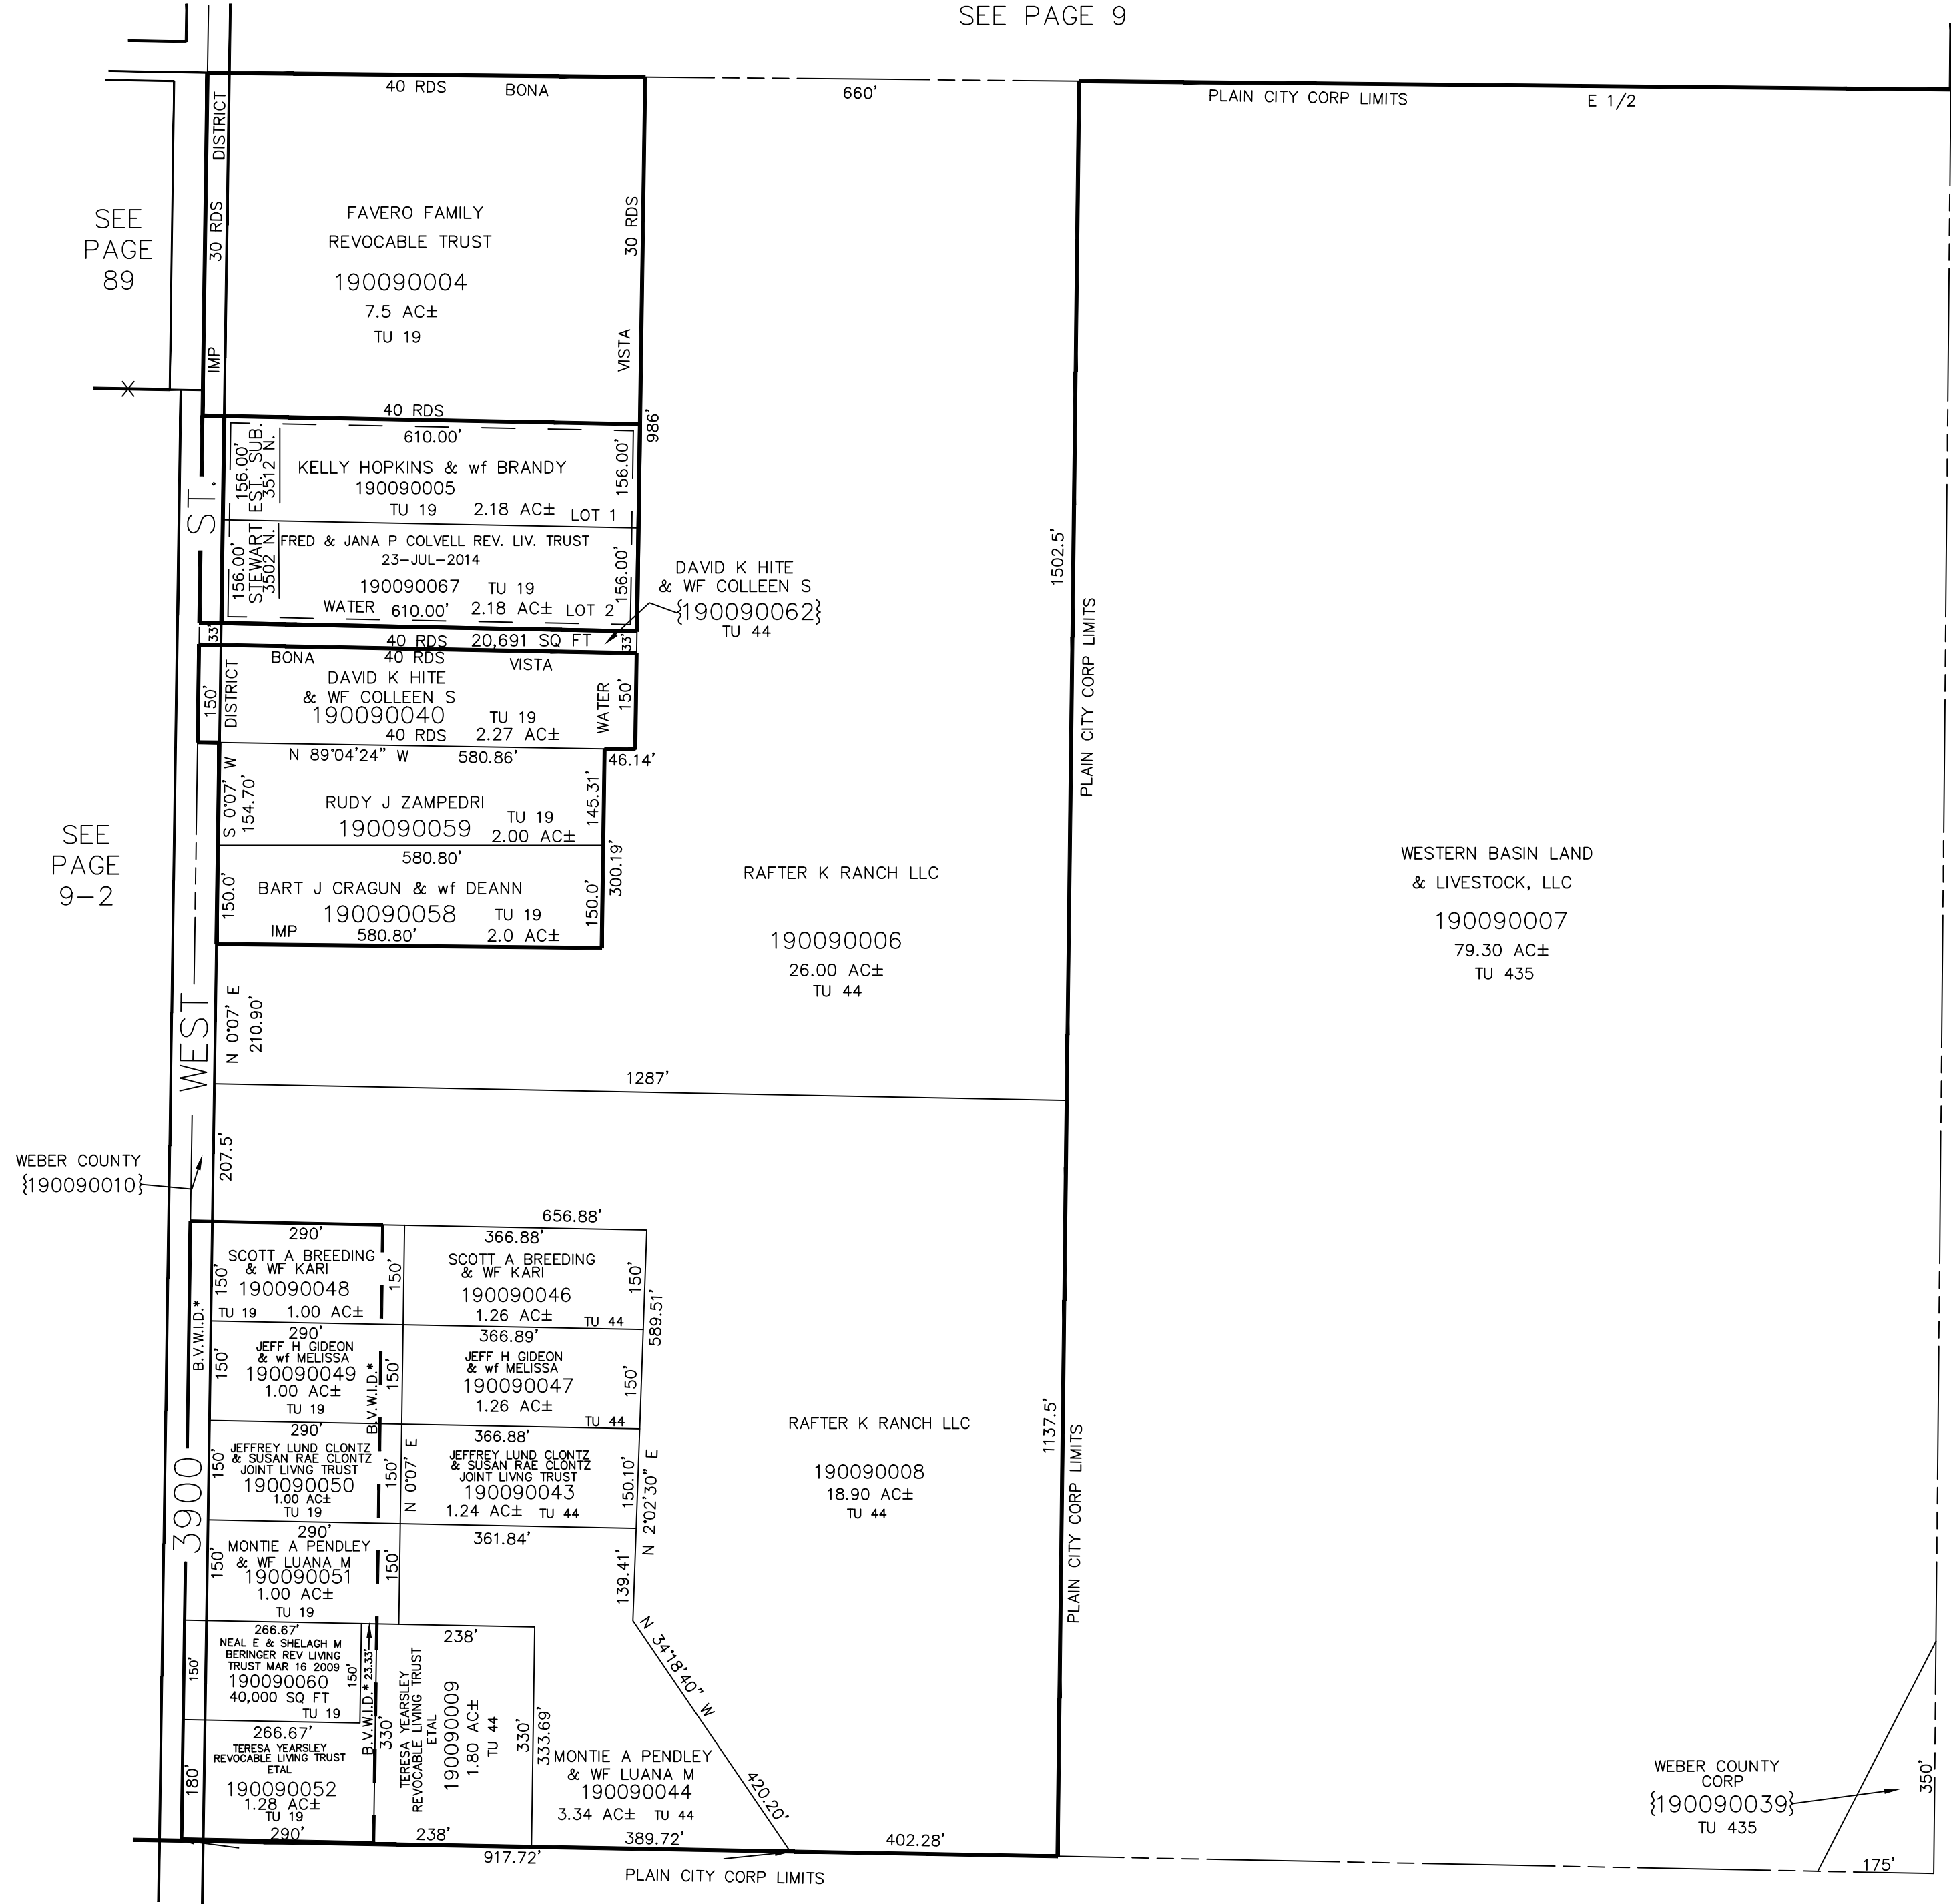 SEE PAGE 9
40 RDS
BONA
660'
PLAIN CITY CORP LIMITS
E 1/2
DISTRICT
30 RDS
IMP
SEE
PAGE
89
FAVERO FAMILY
REVOCABLE TRUST
190090004
7.5 AC±
TU 19
30 RDS
VISTA
986'
40 RDS
610.00'
156.00'
STEWART EST. SUB.
3512 N.
KELLY HOPKINS & wf BRANDY
190090005
TU 19 2.18 AC± LOT 1
156.00'
ST.
156.00'
3502 N.
FRED & JANA P COLVELL REV. LIV. TRUST
23-JUL-2014
190090067 TU 19
WATER 610.00' 2.18 AC± LOT 2
156.00'
DAVID K HITE
& WF COLLEEN S
{190090062}
TU 44
33'
40 RDS 20,691 SQ FT
33'
BONA 40 RDS VISTA
150'
DISTRICT
DAVID K HITE
& WF COLLEEN S
190090040 TU 19
40 RDS 2.27 AC±
WATER
150'
N 89°04'24" W 580.86'
46.14'
S 0°07' W
154.70'
RUDY J ZAMPEDRI
190090059
TU 19
2.00 AC±
145.31'
580.80'
300.19'
150.0'
BART J CRAGUN & wf DEANN
190090058 TU 19
IMP 580.80' 2.0 AC±
150.0'
SEE
PAGE
9-2
1502.5'
PLAIN CITY CORP LIMITS
RAFTER K RANCH LLC
190090006
26.00 AC±
TU 44
WESTERN BASIN LAND
& LIVESTOCK, LLC
190090007
79.30 AC±
TU 435
WEST
N 0°07' E
210.90'
1287'
WEBER COUNTY
{190090010}
207.5'
656.88'
290'
SCOTT A BREEDING
& WF KARI
190090048
TU 19 1.00 AC±
150'
150'
366.88'
SCOTT A BREEDING
& WF KARI
190090046
1.26 AC±
TU 44
150'
589.51'
B.V.W.I.D.*
290'
JEFF H GIDEON
& wf MELISSA
190090049
1.00 AC±
TU 19
150'
B.V.W.I.D.*
150'
366.89'
JEFF H GIDEON
& wf MELISSA
190090047
1.26 AC±
TU 44
150'
290'
JEFFREY LUND CLONTZ
& SUSAN RAE CLONTZ
JOINT LIVNG TRUST
190090050
1.00 AC±
TU 19
150'
150'
N 0°07' E
366.88'
JEFFREY LUND CLONTZ
& SUSAN RAE CLONTZ
JOINT LIVNG TRUST
190090043
1.24 AC± TU 44
150.10'
N 2°02'30" E
RAFTER K RANCH LLC
190090008
18.90 AC±
TU 44
1137.5'
PLAIN CITY CORP LIMITS
3900
290'
MONTIE A PENDLEY
& WF LUANA M
190090051
1.00 AC±
TU 19
150'
150'
361.84'
139.41'
N 34°18'40" W
420.20'
266.67'
NEAL E & SHELAGH M
BERINGER REV LIVING
TRUST MAR 16 2009
190090060
40,000 SQ FT
TU 19
150'
150'
23.33'
B.V.W.I.D.*
266.67'
TERESA YEARSLEY
REVOCABLE LIVING TRUST
ETAL
190090052
1.28 AC±
TU 19
290'
180'
330'
238'
TERESA YEARSLEY
REVOCABLE LIVING TRUST
ETAL
190090009
1.80 AC±
TU 44
330'
238'
333.69'
MONTIE A PENDLEY
& WF LUANA M
190090044
3.34 AC± TU 44
389.72'
402.28'
917.72'
PLAIN CITY CORP LIMITS
WEBER COUNTY
CORP
{190090039}
TU 435
350'
175'